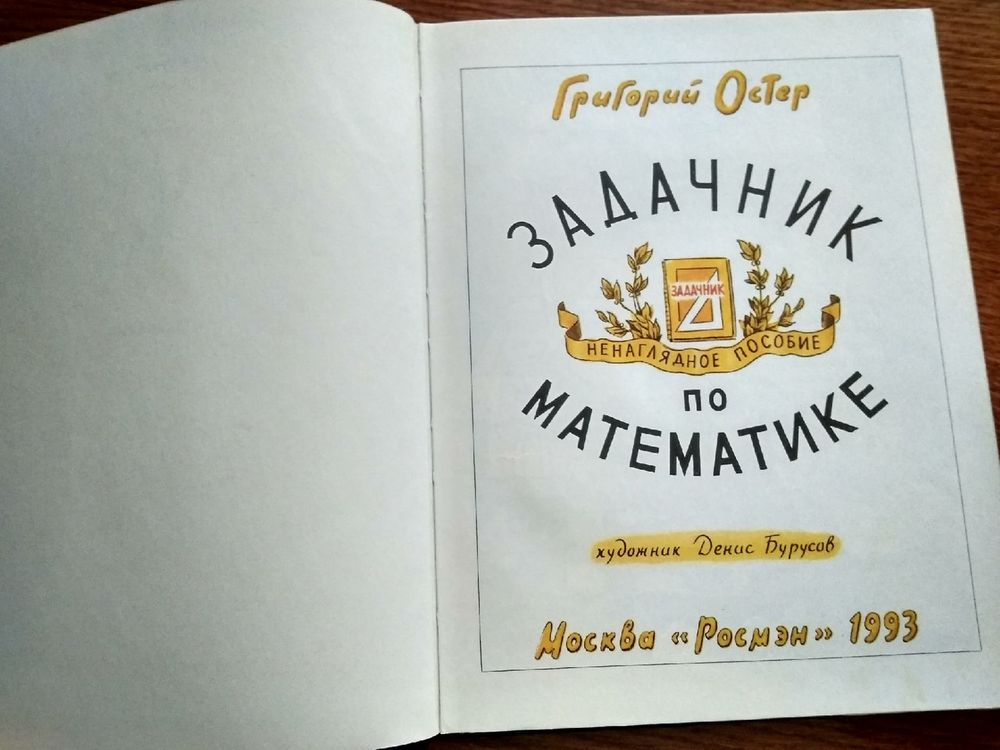 Григорий Остер
ЗАДАЧНИК
ЗАДАЧНИК
НЕНАГЛЯДНОЕ ПОСОБИЕ
ПО
МАТЕМАТИКЕ
художник Денис Бурусов
Москва «Росмэн» 1993